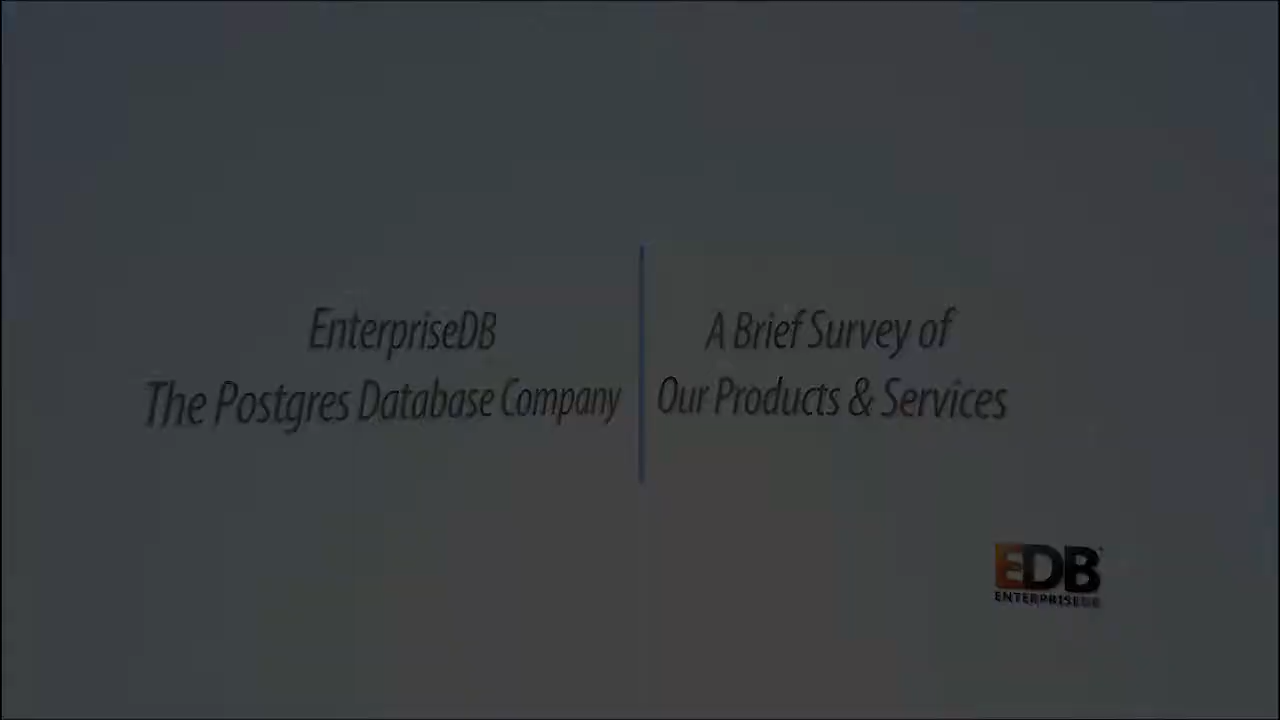 EnterpriseDB
The Postgres Database Company
A Brief Survey of
Our Products & Services
EDB
ENTERPRISEDB